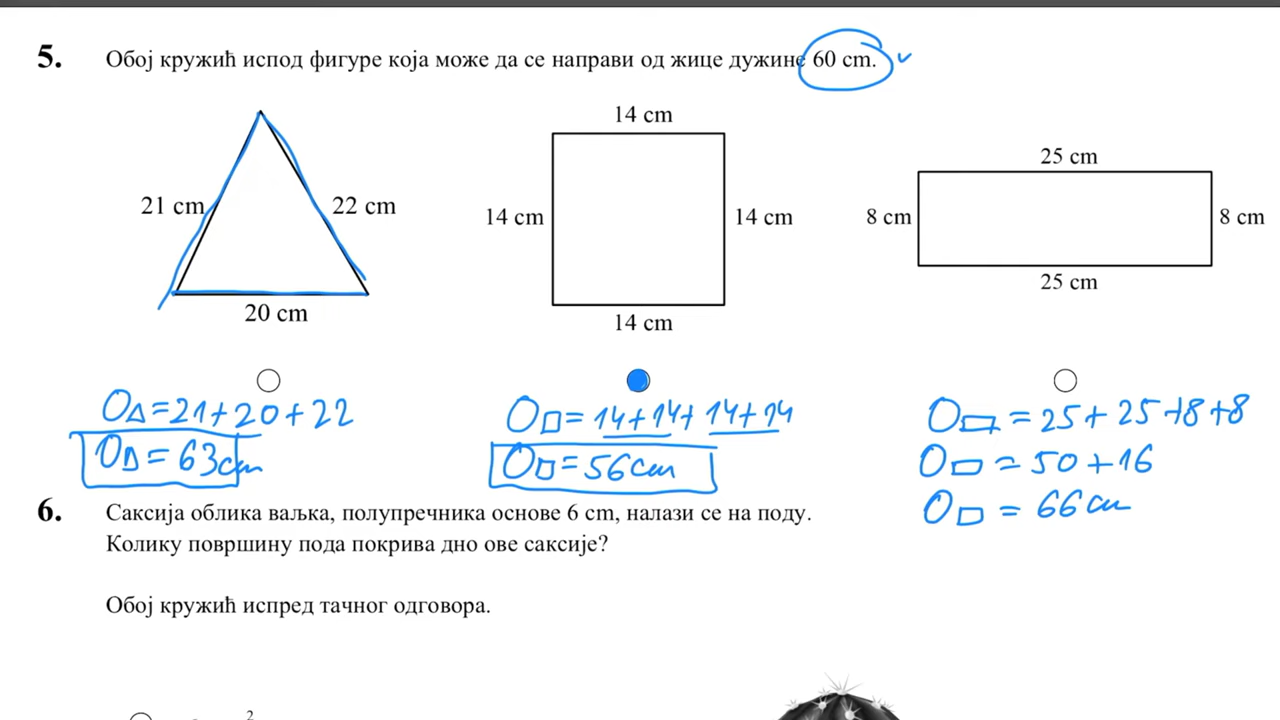 5. Обој кружић испод фигуре која може да се направи од жице дужине 60 cm.
14 cm
25 cm
21 cm 22 cm 14 cm 14 cm 8 cm 8 cm
25 cm
20 cm 14 cm
O△=21+20+22 O□=14+14+14+14 O▭=25+25+8+8
O△=63cm O□=56cm O▭=50+16
O▭=66cm
6. Саксија облика ваљка, полупречника основе 6 cm, налази се на поду.
Колику површину пода покрива дно ове саксије?
Обој кружић испред тачног одговора.
2